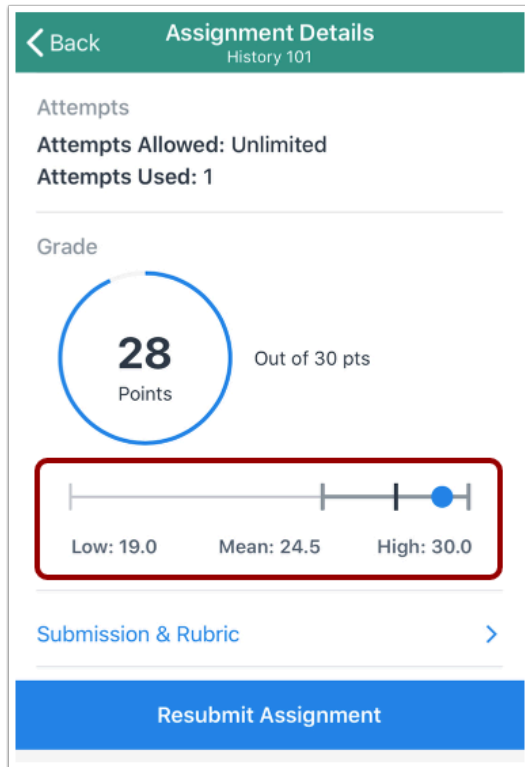 Back
Assignment Details
History 101
Attempts
Attempts Allowed: Unlimited
Attempts Used: 1
Grade
28
Points
Out of 30 pts
Low: 19.0 Mean: 24.5 High: 30.0
Submission & Rubric
Resubmit Assignment